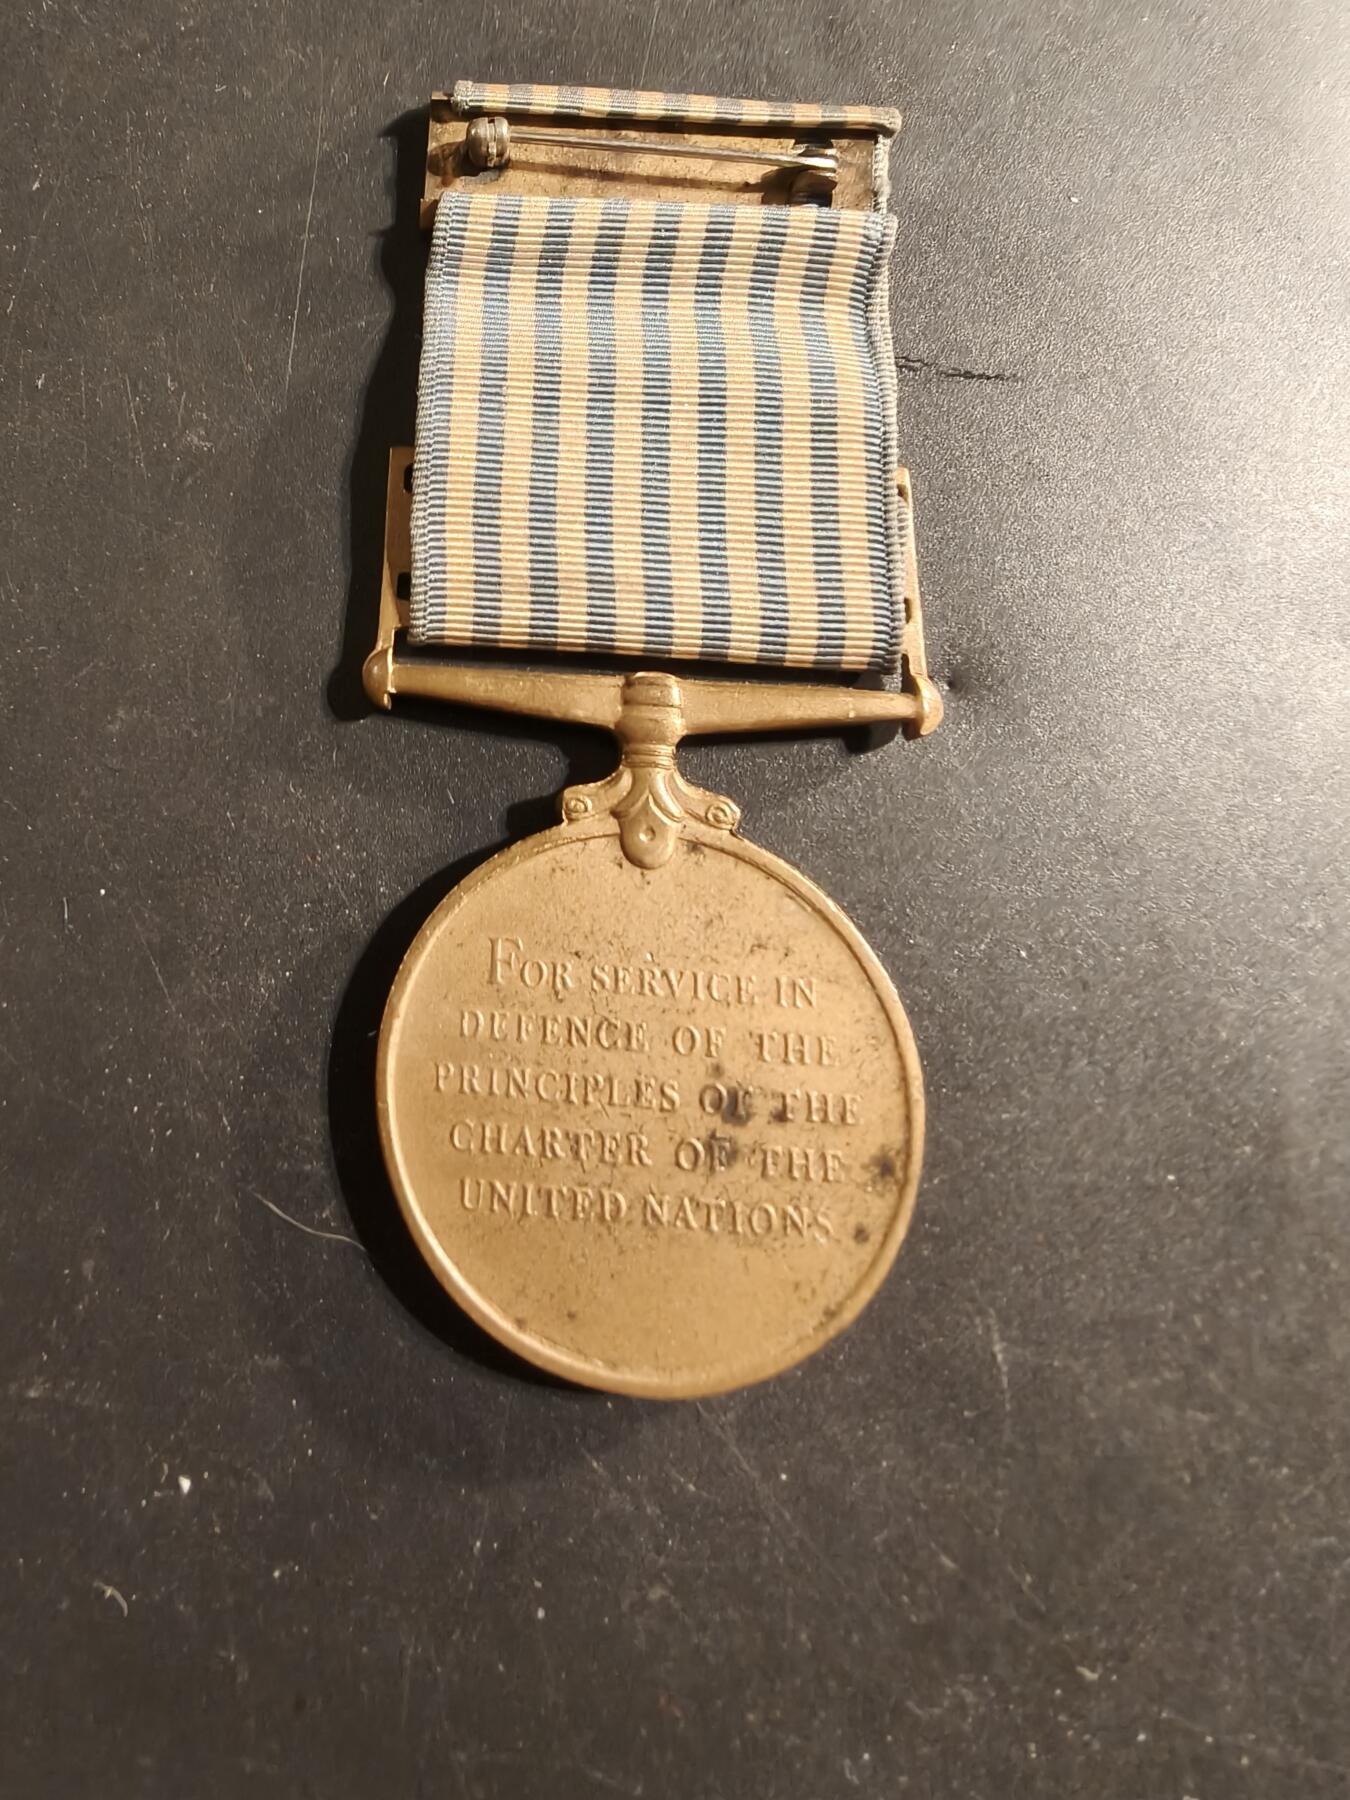 FOR SERVICE IN
DEFENCE OF THE
PRINCIPLES OF THE
CHARTER OF THE
UNITED NATIONS